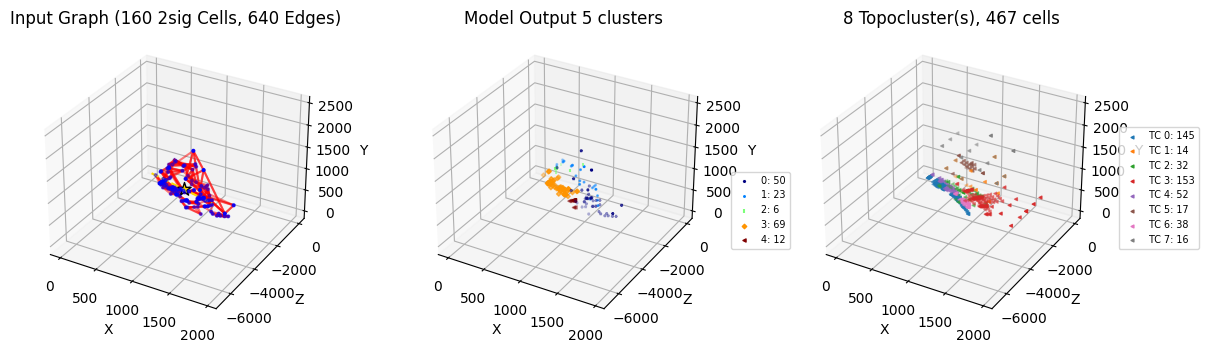 Input Graph (160 2sig Cells, 640 Edges)
2500
2000
1500
1000
500
0
Y
0
−2000
−4000
−6000
Z
0
500
1000
1500
2000
X
Model Output 5 clusters
2500
2000
1500
1000
500
0
Y
0: 50
1: 23
2: 6
3: 69
4: 12
0
−2000
−4000
−6000
Z
0
500
1000
1500
2000
X
8 Topocluster(s), 467 cells
2500
2000
1500
1000
500
0
Y
TC 0: 145
TC 1: 14
TC 2: 32
TC 3: 153
TC 4: 52
TC 5: 17
TC 6: 38
TC 7: 16
0
−2000
−4000
−6000
Z
0
500
1000
1500
2000
X